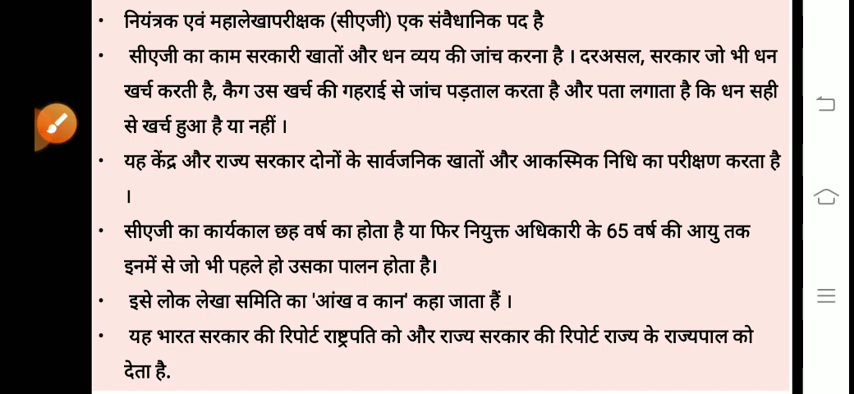 • नियंत्रक एवं महालेखापरीक्षक (सीएजी) एक संवैधानिक पद है
• सीएजी का काम सरकारी खातों और धन व्यय की जांच करना है । दरअसल, सरकार जो भी धन
खर्च करती है, कैग उस खर्च की गहराई से जांच पड़ताल करता है और पता लगाता है कि धन सही
से खर्च हुआ है या नहीं ।
• यह केंद्र और राज्य सरकार दोनों के सार्वजनिक खातों और आकस्मिक निधि का परीक्षण करता है
।
• सीएजी का कार्यकाल छह वर्ष का होता है या फिर नियुक्त अधिकारी के 65 वर्ष की आयु तक
इनमें से जो भी पहले हो उसका पालन होता है।
• इसे लोक लेखा समिति का 'आंख व कान' कहा जाता हैं ।
• यह भारत सरकार की रिपोर्ट राष्ट्रपति को और राज्य सरकार की रिपोर्ट राज्य के राज्यपाल को
देता है.